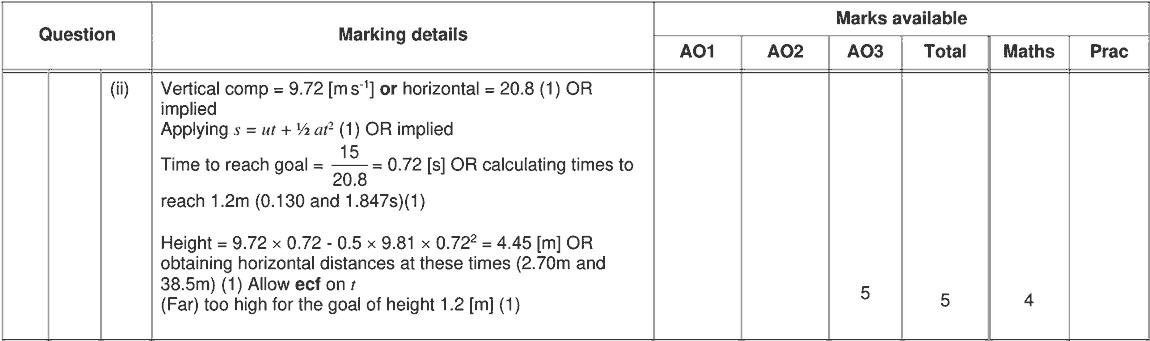 Question Marking details Marks available
AO1 AO2 AO3 Total Maths Prac
(ii) Vertical comp = 9.72 [m s⁻¹] or horizontal = 20.8 (1) OR
implied
Applying s = ut + ½ at² (1) OR implied
Time to reach goal = 15/20.8 = 0.72 [s] OR calculating times to
reach 1.2m (0.130 and 1.847s)(1)
Height = 9.72 × 0.72 - 0.5 × 9.81 × 0.72² = 4.45 [m] OR
obtaining horizontal distances at these times (2.70m and
38.5m) (1) Allow ecf on t
(Far) too high for the goal of height 1.2 [m] (1)
5 5 4